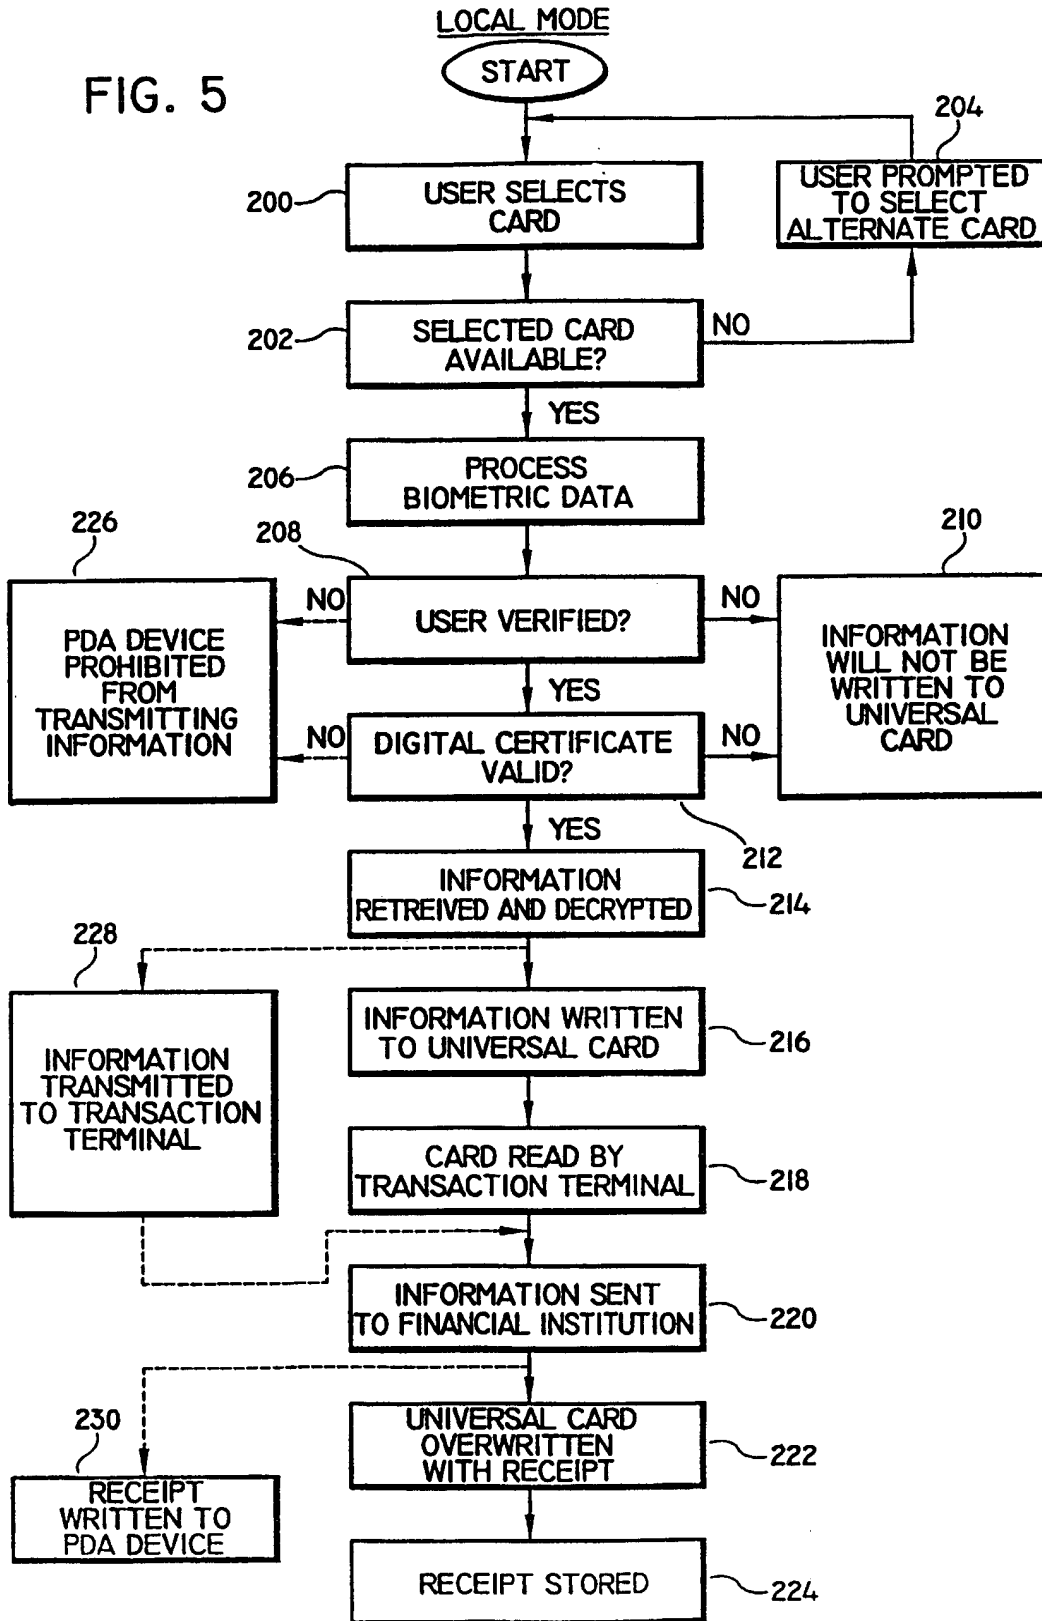 LOCAL MODE
FIG. 5
START
204
USER PROMPTED
TO SELECT
ALTERNATE CARD
200
USER SELECTS
CARD
202
SELECTED CARD
AVAILABLE?
NO
YES
206
PROCESS
BIOMETRIC DATA
226
208
210
PDA DEVICE
PROHIBITED
FROM
TRANSMITTING
INFORMATION
NO
USER VERIFIED?
NO
INFORMATION
WILL NOT BE
WRITTEN TO
UNIVERSAL
CARD
YES
NO
DIGITAL CERTIFICATE
VALID?
NO
212
YES
INFORMATION
RETREIVED AND DECRYPTED
214
228
INFORMATION
TRANSMITTED
TO TRANSACTION
TERMINAL
INFORMATION WRITTEN
TO UNIVERSAL CARD
216
CARD READ BY
TRANSACTION TERMINAL
218
INFORMATION SENT
TO FINANCIAL INSTITUTION
220
230
RECEIPT
WRITTEN TO
PDA DEVICE
UNIVERSAL CARD
OVERWRITTEN
WITH RECEIPT
222
RECEIPT STORED
224